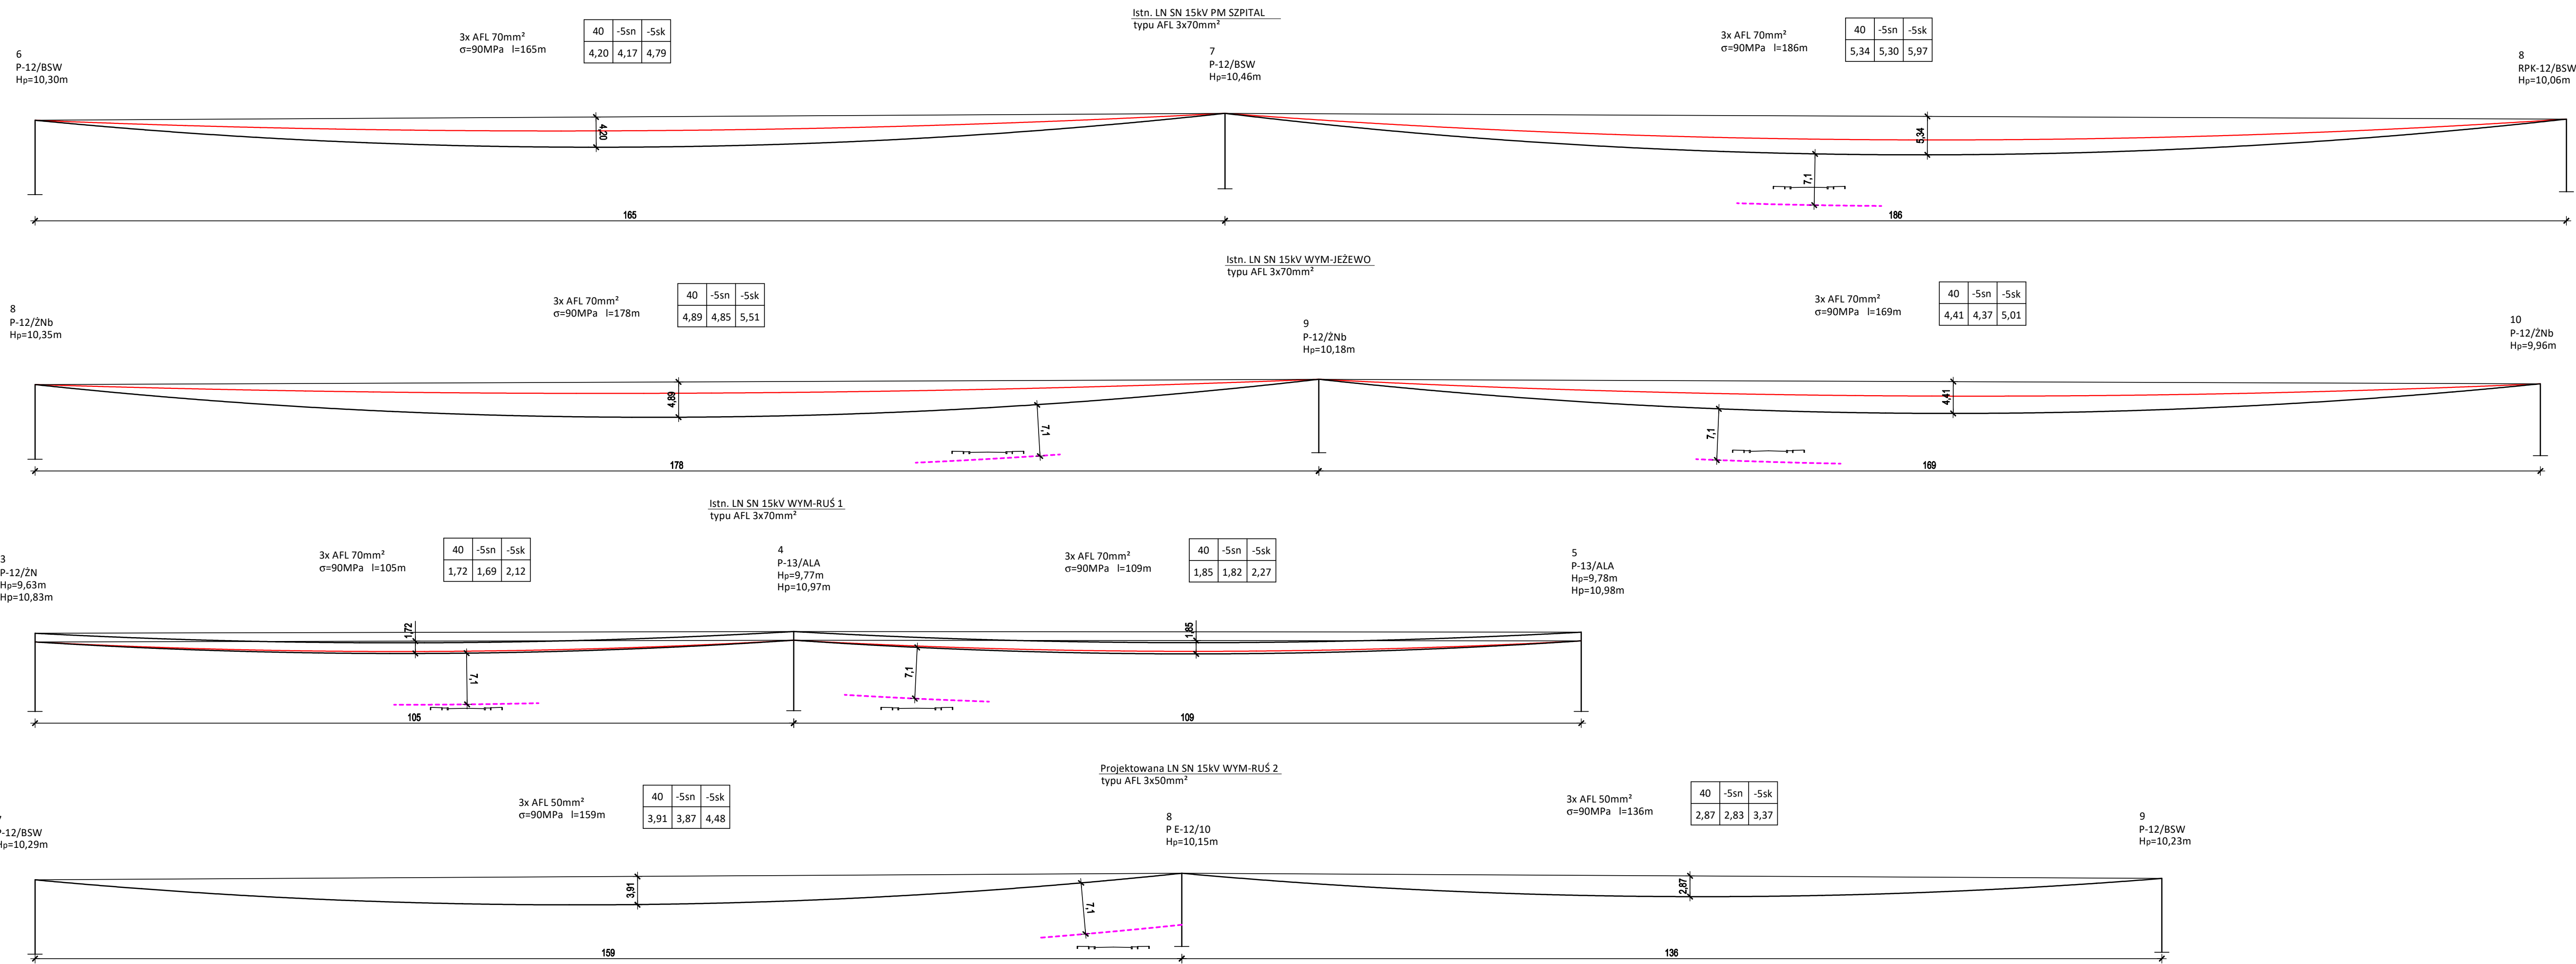 Istn. LN SN 15kV PM SZPITAL
typu AFL 3x70mm²
3x AFL 70mm²
σ=90MPa l=165m
40 -5sn -5sk
4,20 4,17 4,79
3x AFL 70mm²
σ=90MPa l=186m
40 -5sn -5sk
5,34 5,30 5,97
6
P-12/BSW
Hp=10,30m
7
P-12/BSW
Hp=10,46m
8
RPK-12/BSW
Hp=10,06m
4,20
5,34
7,1
165
186
Istn. LN SN 15kV WYM-JEŻEWO
typu AFL 3x70mm²
3x AFL 70mm²
σ=90MPa l=178m
40 -5sn -5sk
4,89 4,85 5,51
3x AFL 70mm²
σ=90MPa l=169m
40 -5sn -5sk
4,41 4,37 5,01
8
P-12/ŻNb
Hp=10,35m
9
P-12/ŻNb
Hp=10,18m
10
P-12/ŻNb
Hp=9,96m
4,89
4,41
7,1
7,1
178
169
Istn. LN SN 15kV WYM-RUŚ 1
typu AFL 3x70mm²
3x AFL 70mm²
σ=90MPa l=105m
40 -5sn -5sk
1,72 1,69 2,12
3x AFL 70mm²
σ=90MPa l=109m
40 -5sn -5sk
1,85 1,82 2,27
3
P-12/ŻN
Hp=9,63m
Hp=10,83m
4
P-13/ALA
Hp=9,77m
Hp=10,97m
5
P-13/ALA
Hp=9,78m
Hp=10,98m
1,72
1,85
7,1
7,1
105
109
Projektowana LN SN 15kV WYM-RUŚ 2
typu AFL 3x50mm²
3x AFL 50mm²
σ=90MPa l=159m
40 -5sn -5sk
3,91 3,87 4,48
3x AFL 50mm²
σ=90MPa l=136m
40 -5sn -5sk
2,87 2,83 3,37
P-12/BSW
Hp=10,29m
8
P E-12/10
Hp=10,15m
9
P-12/BSW
Hp=10,23m
3,91
2,87
7,1
159
136